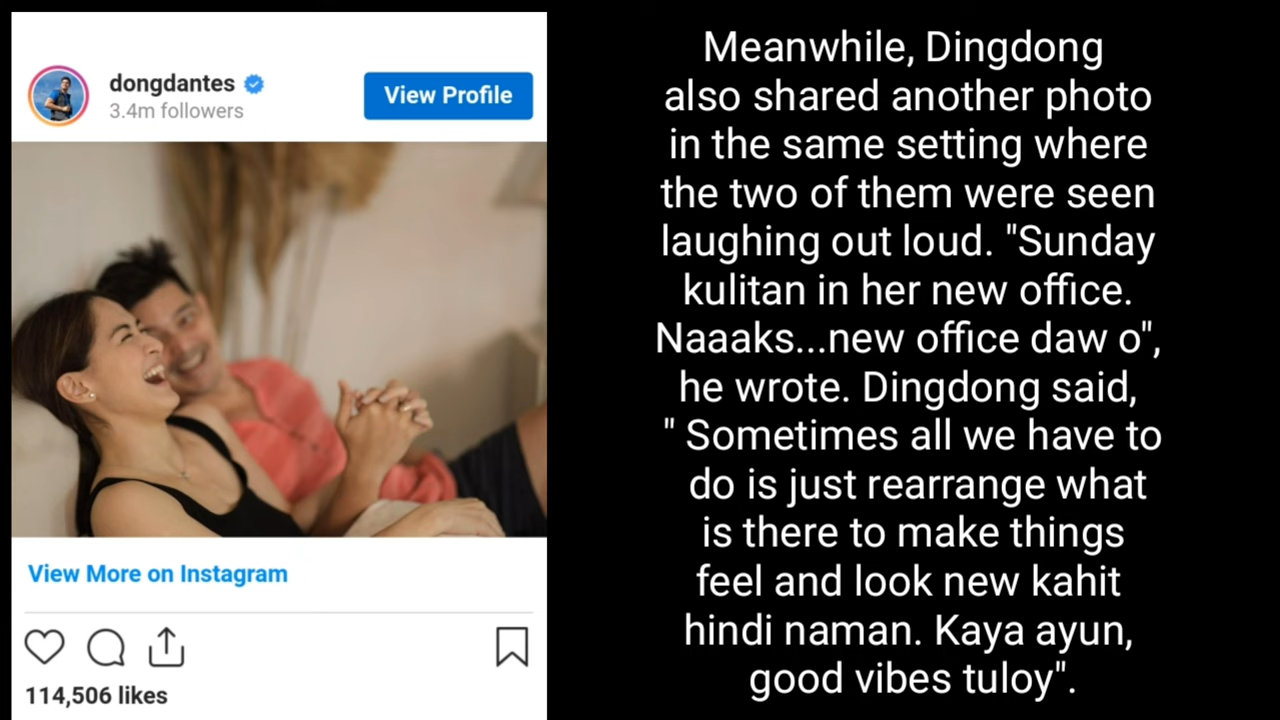 dongdantes
3.4m followers
View Profile
View More on Instagram
114,506 likes
Meanwhile, Dingdong
also shared another photo
in the same setting where
the two of them were seen
laughing out loud. "Sunday
kulitan in her new office.
Naaaks...new office daw o",
he wrote. Dingdong said,
" Sometimes all we have to
do is just rearrange what
is there to make things
feel and look new kahit
hindi naman. Kaya ayun,
good vibes tuloy".